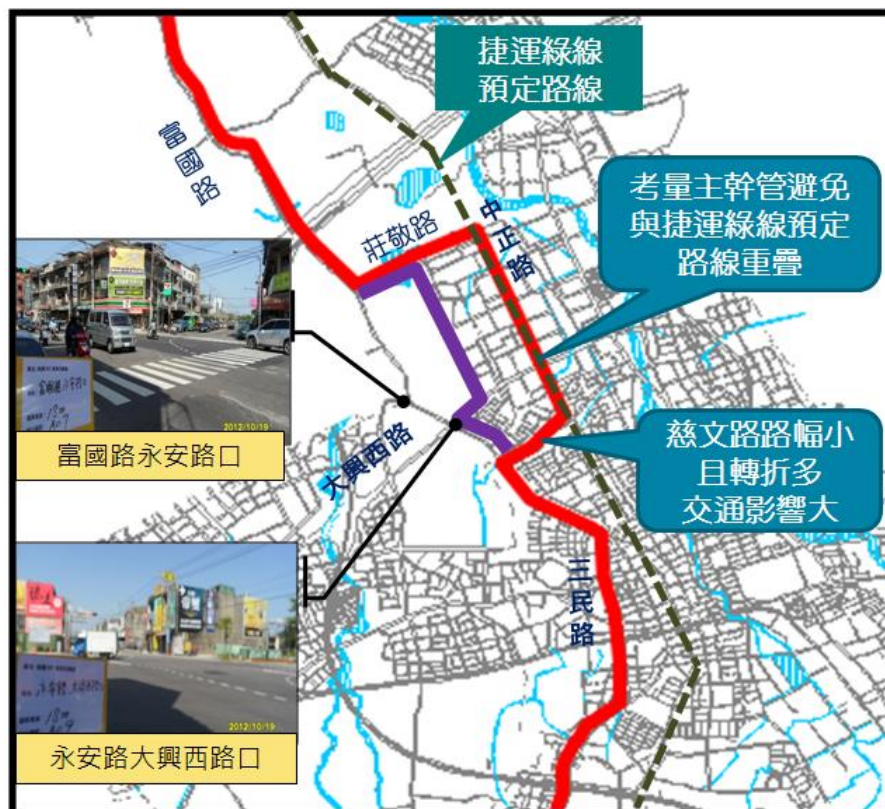 捷運綠線
預定路線
富國路
莊敬路
中正路
考量主幹管避免
與捷運綠線預定
路線重疊
2012/10/19
富國路永安路口
大興西路
慈文路路幅小
且轉折多
交通影響大
三民路
2012/10/19
永安路大興西路口